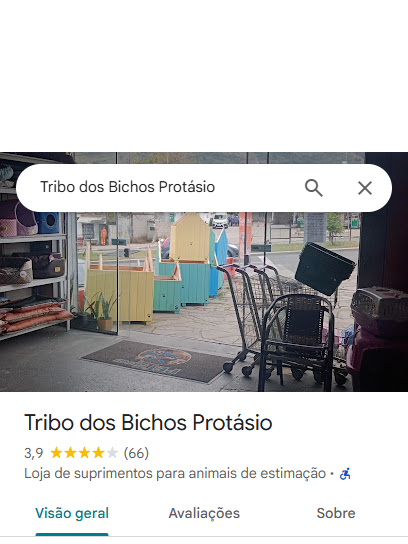 Tribo dos Bichos Protásio
Tribo dos Bichos Protásio
3,9 (66)
Loja de suprimentos para animais de estimação ·
Visão geral
Avaliações
Sobre